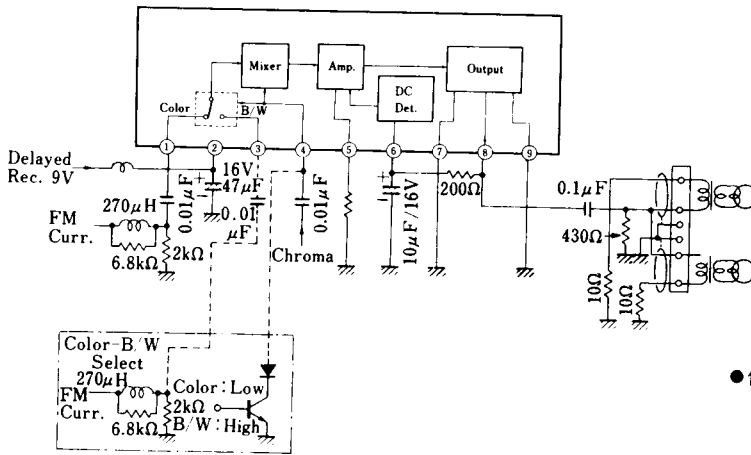 Mixer
Amp.
Output
DC
Det.
Color
B/W
1
2
3
4
5
6
7
8
9
Delayed
Rec. 9V
16V
47μF
0.01μF
270μH
0.01
μF
0.01μF
FM
Curr.
6.8kΩ
2kΩ
Chroma
10μF/16V
200Ω
0.1μF
430Ω
10Ω
10Ω
Color-B/W
Select
270μH
FM
Curr.
6.8kΩ
Color:Low
2kΩ
B/W:High